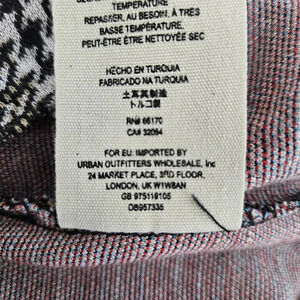 TEMPÉRATURE
REPASSER, AU BESOIN, À TRÈS
BASSE TEMPÉRATURE.
PEUT-ÊTRE ÊTRE NETTOYÉE SEC
HECHO EN TURQUIA
FABRICADO NA TURQUIA
土耳其制造
トルコ製
RN# 66170
CA# 32054
FOR EU: IMPORTED BY
URBAN OUTFITTERS WHOLESALE, Inc
24 MARKET PLACE, 3RD FLOOR,
LONDON, UK W1W8AN
GB 975119105
DB957335